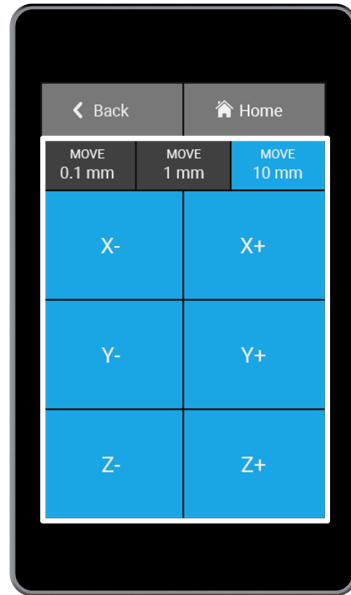 Back
Home
MOVE
0.1 mm
MOVE
1 mm
MOVE
10 mm
X-
X+
Y-
Y+
Z-
Z+